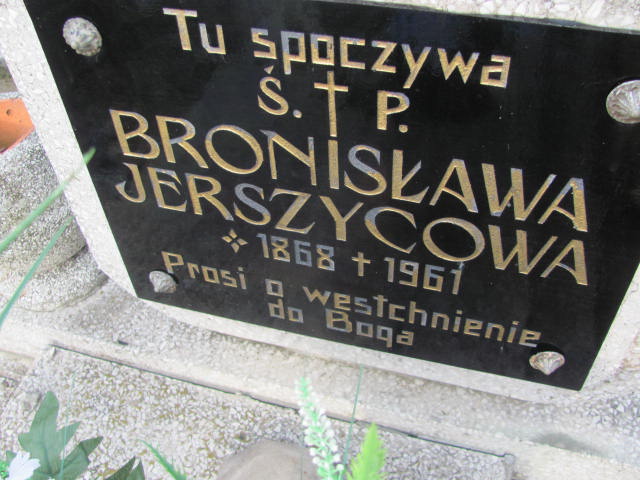 Tu spoczywa
Ś. † P.
BRONISŁAWA
JERSZYCOWA
1868 † 1961
Prosi o westchnienie
do Boga